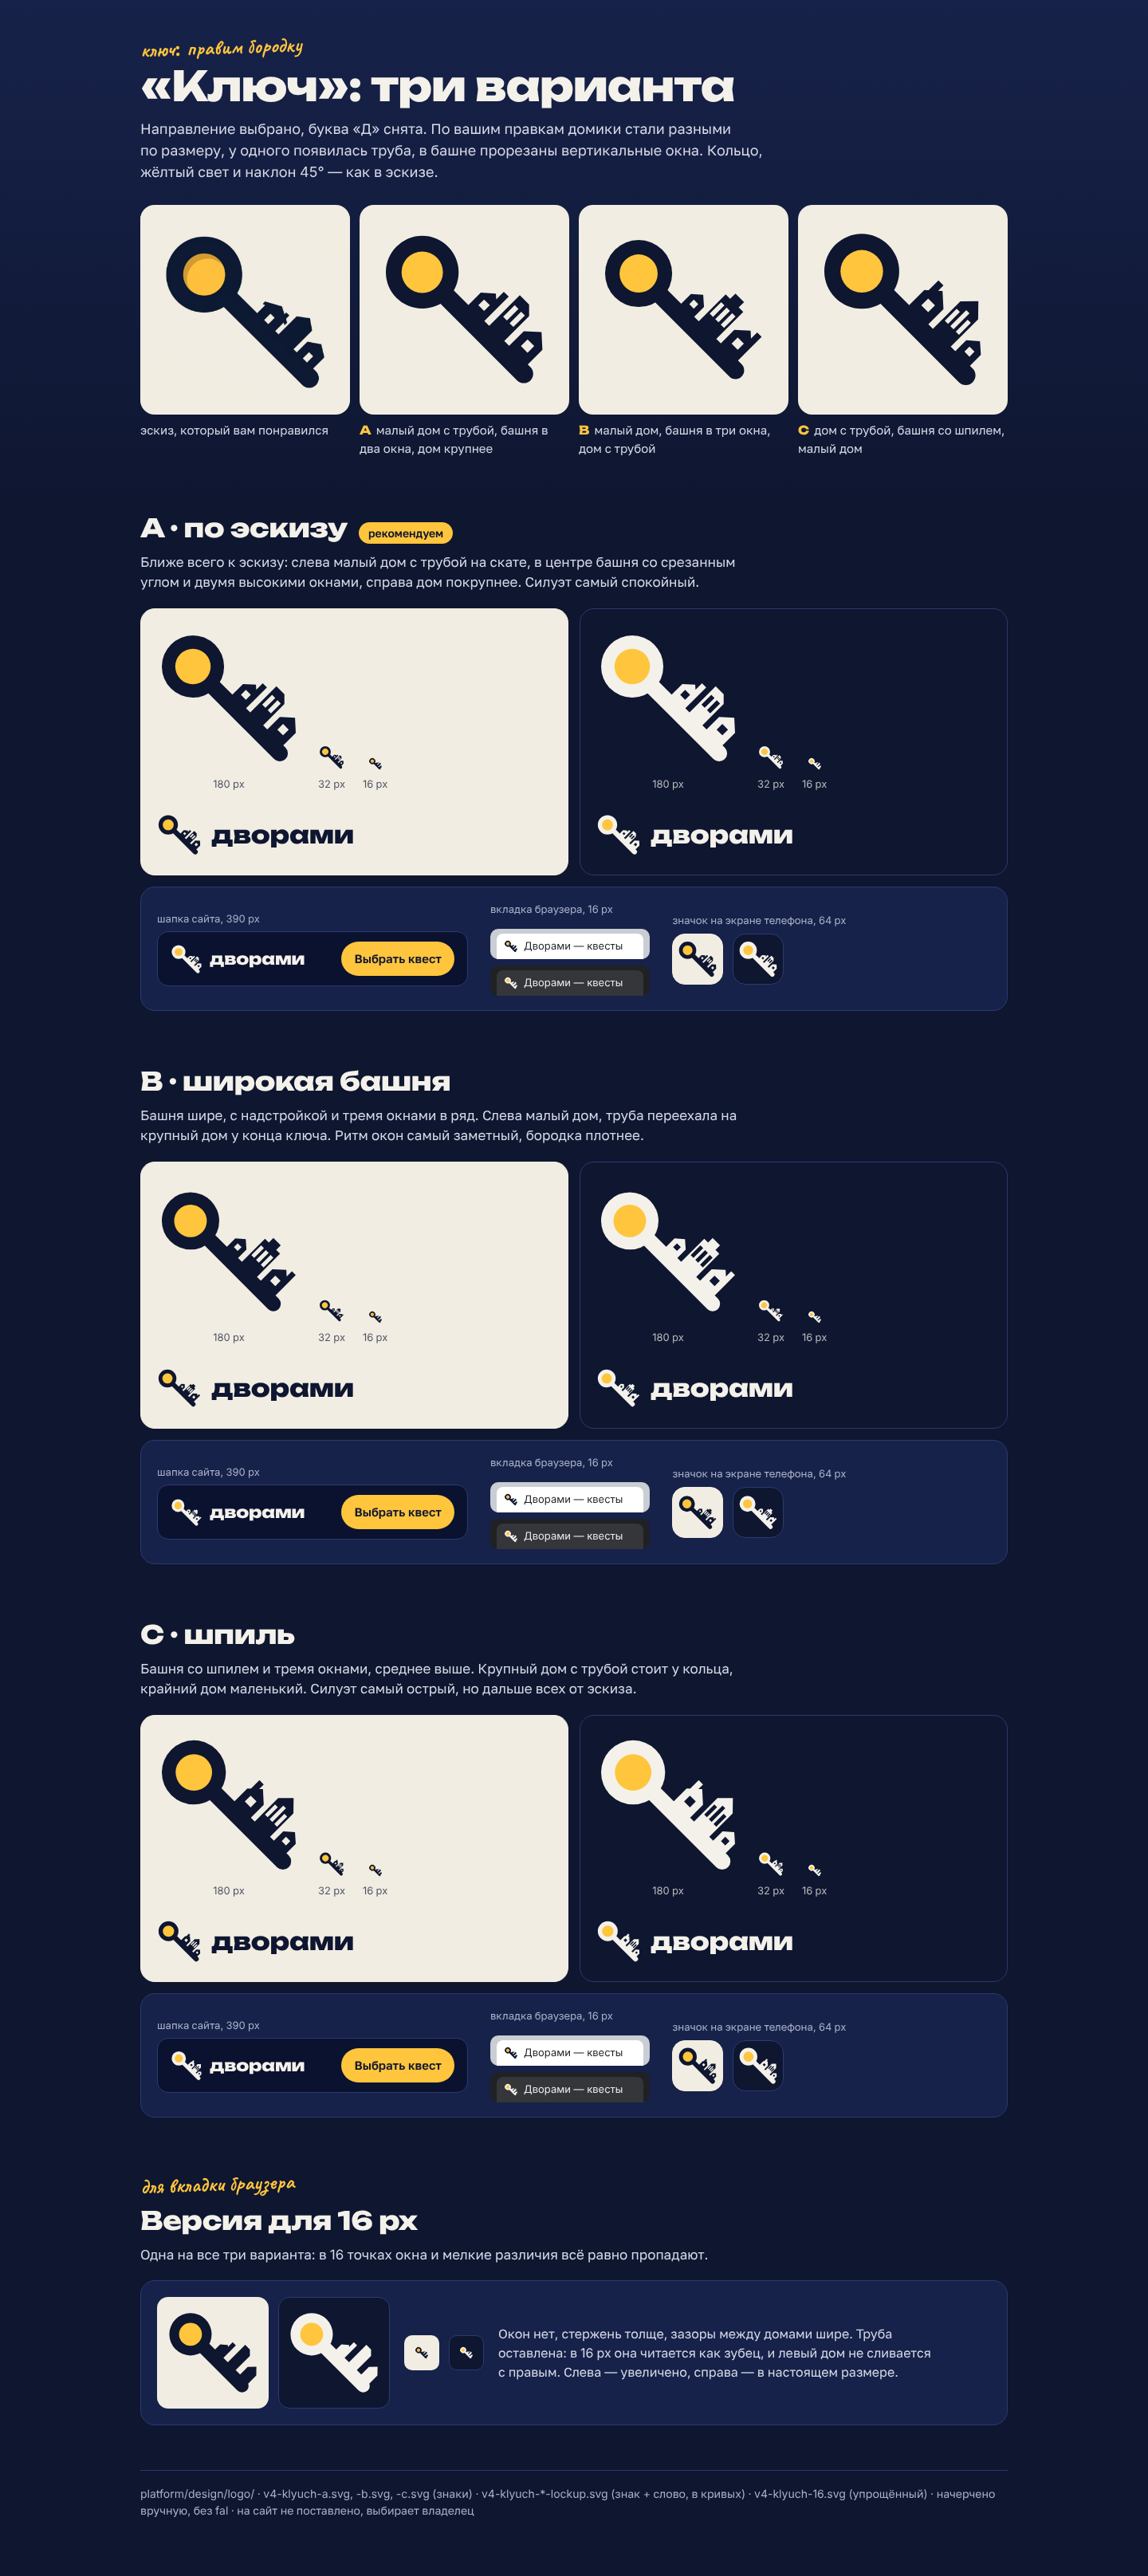 ключ: правим бородку
«Ключ»: три варианта
Направление выбрано, буква «Д» снята. По вашим правкам домики стали разными
по размеру, у одного появилась труба, в башне прорезаны вертикальные окна. Кольцо,
жёлтый свет и наклон 45° — как в эскизе.
эскиз, который вам понравился
A малый дом с трубой, башня в
два окна, дом крупнее
B малый дом, башня в три окна,
дом с трубой
C дом с трубой, башня со шпилем,
малый дом
A · по эскизу рекомендуем
Ближе всего к эскизу: слева малый дом с трубой на скате, в центре башня со срезанным
углом и двумя высокими окнами, справа дом покрупнее. Силуэт самый спокойный.
180 px 32 px 16 px
дворами
180 px 32 px 16 px
дворами
шапка сайта, 390 px
дворами Выбрать квест
вкладка браузера, 16 px
Дворами — квесты
Дворами — квесты
значок на экране телефона, 64 px
B · широкая башня
Башня шире, с надстройкой и тремя окнами в ряд. Слева малый дом, труба переехала на
крупный дом у конца ключа. Ритм окон самый заметный, бородка плотнее.
180 px 32 px 16 px
дворами
180 px 32 px 16 px
дворами
шапка сайта, 390 px
дворами Выбрать квест
вкладка браузера, 16 px
Дворами — квесты
Дворами — квесты
значок на экране телефона, 64 px
C · шпиль
Башня со шпилем и тремя окнами, среднее выше. Крупный дом с трубой стоит у кольца,
крайний дом маленький. Силуэт самый острый, но дальше всех от эскиза.
180 px 32 px 16 px
дворами
180 px 32 px 16 px
дворами
шапка сайта, 390 px
дворами Выбрать квест
вкладка браузера, 16 px
Дворами — квесты
Дворами — квесты
значок на экране телефона, 64 px
для вкладки браузера
Версия для 16 px
Одна на все три варианта: в 16 точках окна и мелкие различия всё равно пропадают.
Окон нет, стержень толще, зазоры между домами шире. Труба
оставлена: в 16 px она читается как зубец, и левый дом не сливается
с правым. Слева — увеличено, справа — в настоящем размере.
platform/design/logo/ · v4-klyuch-a.svg, -b.svg, -c.svg (знаки) · v4-klyuch-*-lockup.svg (знак + слово, в кривых) · v4-klyuch-16.svg (упрощённый) · начерчено
вручную, без fal · на сайт не поставлено, выбирает владелец